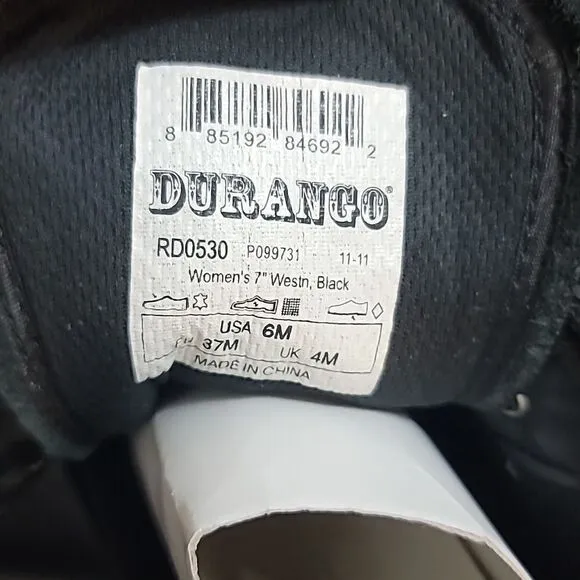 8 85192 84692 2
DURANGO®
RD0530 P099731 11-11
Women's 7" Westn, Black
USA 6M
37M UK 4M
MADE IN CHINA